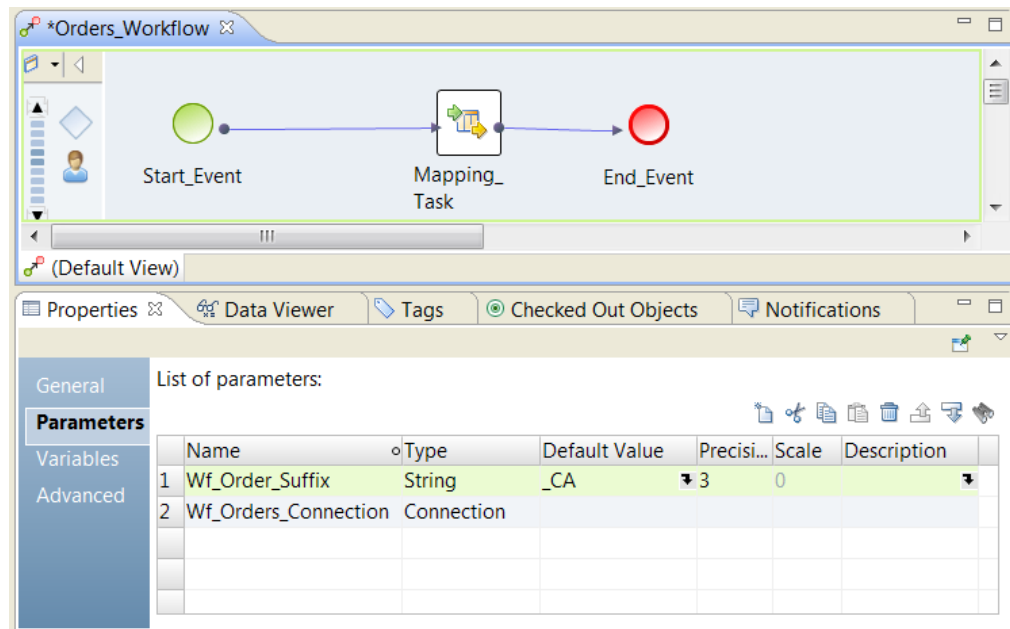 *Orders_Workflow
Start_Event
Mapping_
Task
End_Event
(Default View)
Properties Data Viewer Tags Checked Out Objects Notifications
General
Parameters
Variables
Advanced
List of parameters:
Name Type Default Value Precisi... Scale Description
1 Wf_Order_Suffix String _CA 3 0
2 Wf_Orders_Connection Connection